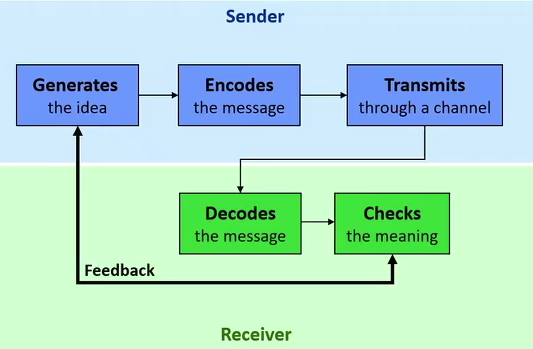 Sender
Generates
the idea
Encodes
the message
Transmits
through a channel
Decodes
the message
Checks
the meaning
Feedback
Receiver